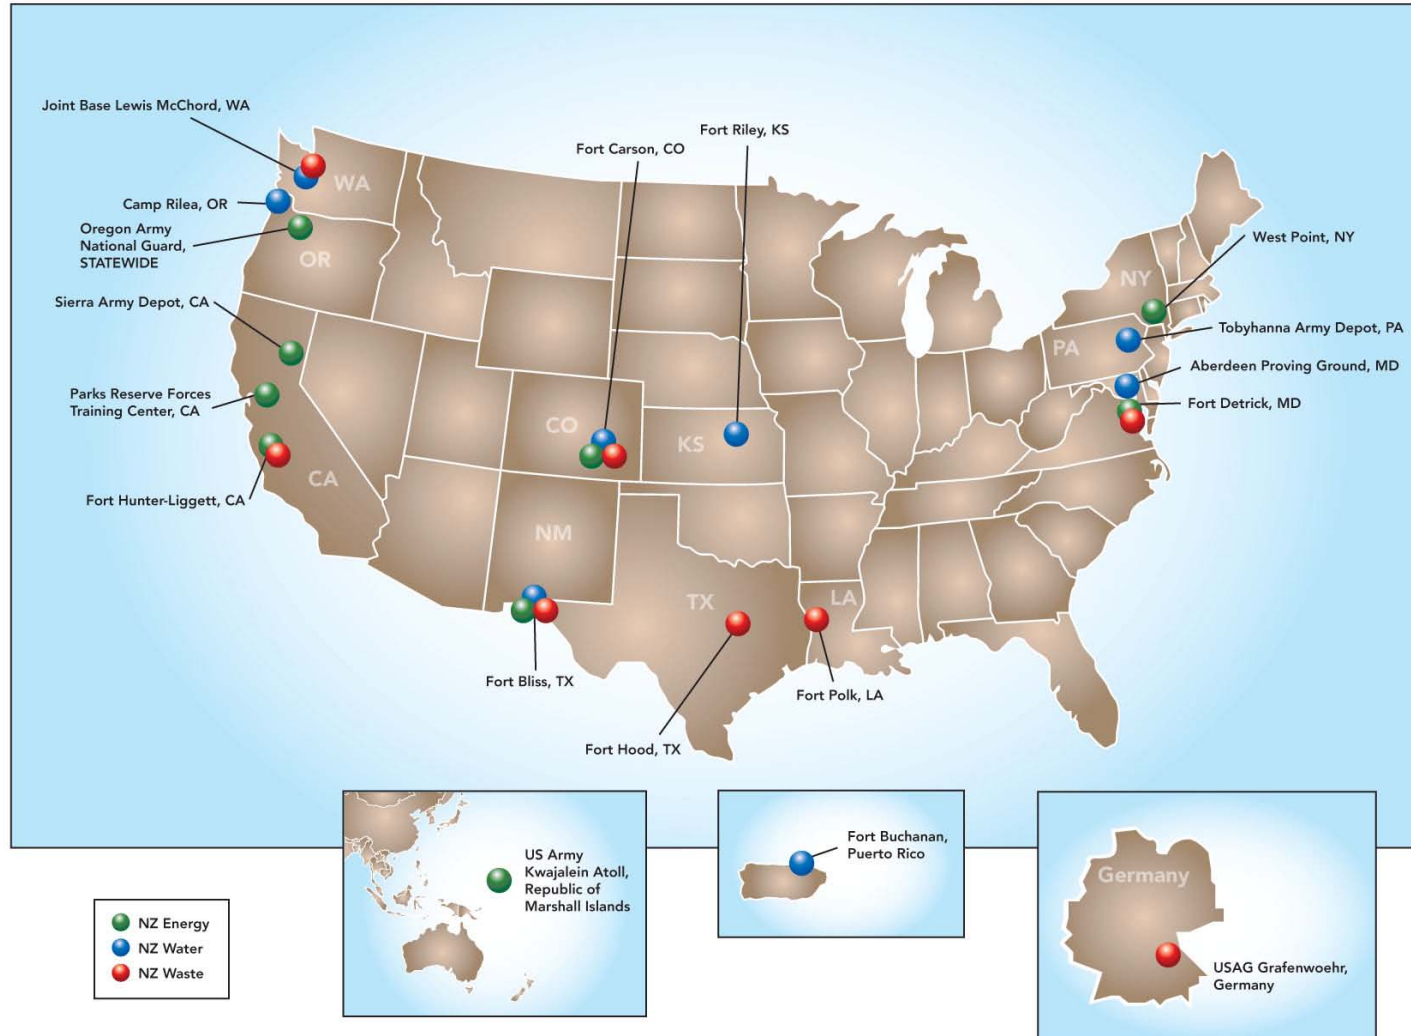 Joint Base Lewis McChord, WA
Fort Riley, KS
Fort Carson, CO
WA
Camp Rilea, OR
Oregon Army
National Guard,
STATEWIDE
OR
West Point, NY
NY
Sierra Army Depot, CA
Tobyhanna Army Depot, PA
PA
Aberdeen Proving Ground, MD
Parks Reserve Forces
Training Center, CA
Fort Detrick, MD
CO
KS
CA
Fort Hunter-Liggett, CA
NM
TX
LA
Fort Bliss, TX
Fort Polk, LA
Fort Hood, TX
US Army
Kwajalein Atoll,
Republic of
Marshall Islands
Fort Buchanan,
Puerto Rico
Germany
USAG Grafenwoehr,
Germany
NZ Energy
NZ Water
NZ Waste